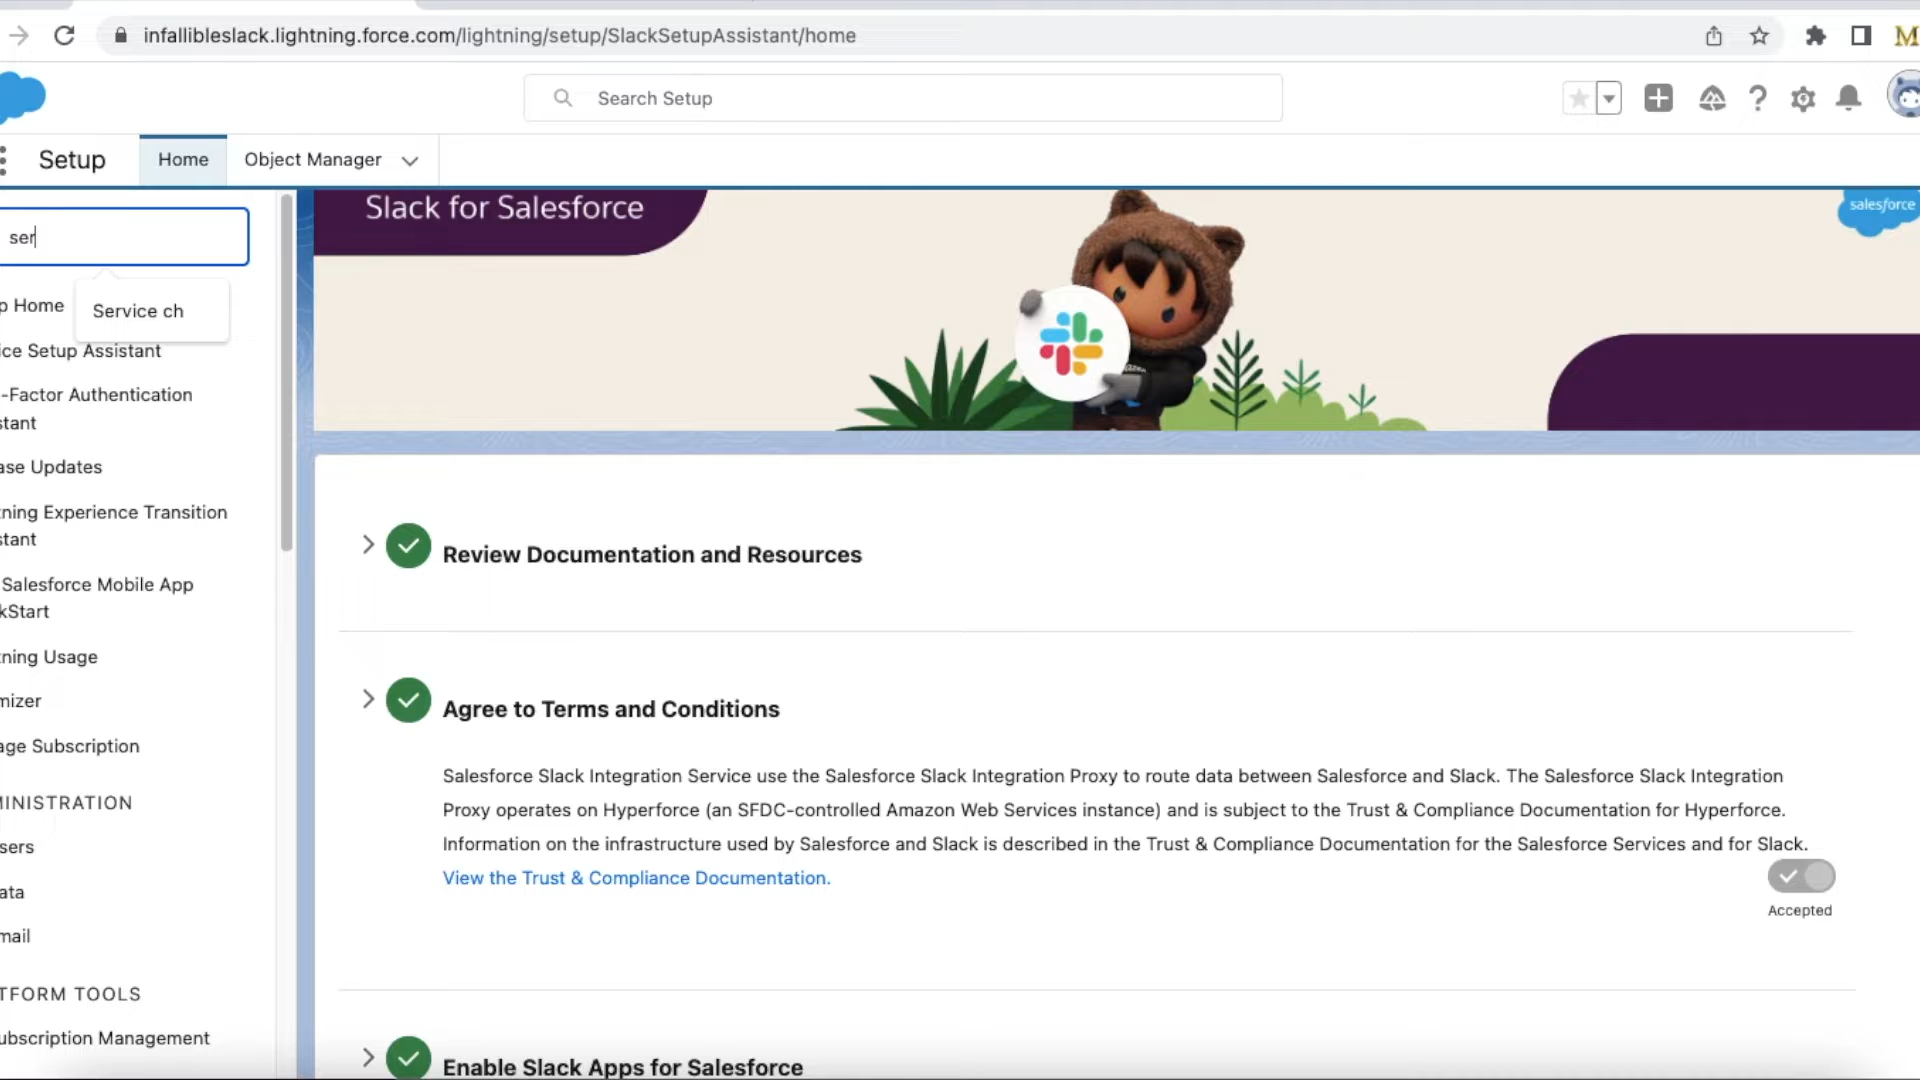 infallibleslack.lightning.force.com/lightning/setup/SlackSetupAssistant/home
M
Search Setup
Setup
Home
Object Manager
ser
Service ch
p Home
ice Setup Assistant
-Factor Authentication
stant
ase Updates
tning Experience Transition
stant
Salesforce Mobile App
kStart
tning Usage
mizer
age Subscription
MINISTRATION
sers
ata
mail
TFORM TOOLS
ubscription Management
Slack for Salesforce
salesforce
Review Documentation and Resources
Agree to Terms and Conditions
Salesforce Slack Integration Service use the Salesforce Slack Integration Proxy to route data between Salesforce and Slack. The Salesforce Slack Integration
Proxy operates on Hyperforce (an SFDC-controlled Amazon Web Services instance) and is subject to the Trust & Compliance Documentation for Hyperforce.
Information on the infrastructure used by Salesforce and Slack is described in the Trust & Compliance Documentation for the Salesforce Services and for Slack.
View the Trust & Compliance Documentation.
Accepted
Enable Slack Apps for Salesforce